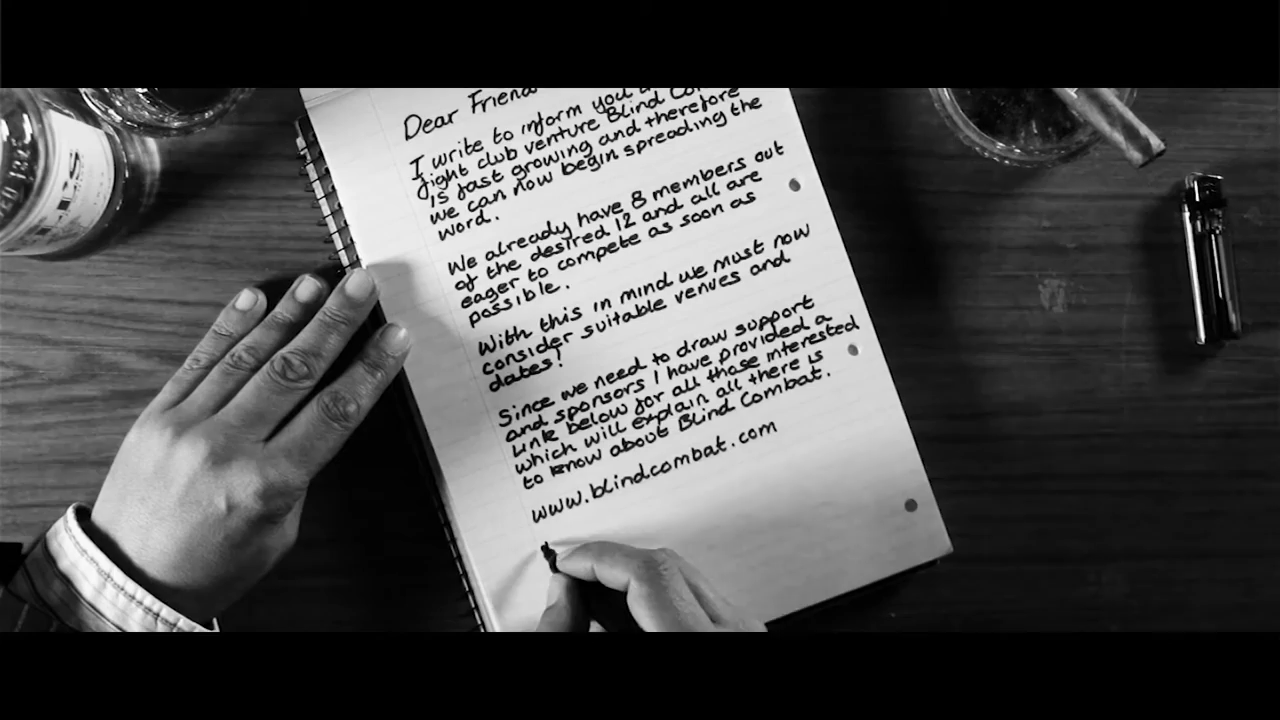 Dear Friend
I write to inform you
fight club venture Blind
is fast growing and therefore
we can now begin spreading the
word.
We already have 8 members out
of the desired 12 and all are
eager to compete as soon as
possible.
With this in mind we must now
consider suitable venues and
dates!
Since we need to draw support
and sponsors I have provided a
link below for all those interested
which will explain all there is
to know about Blind Combat.
www.blindcombat.com